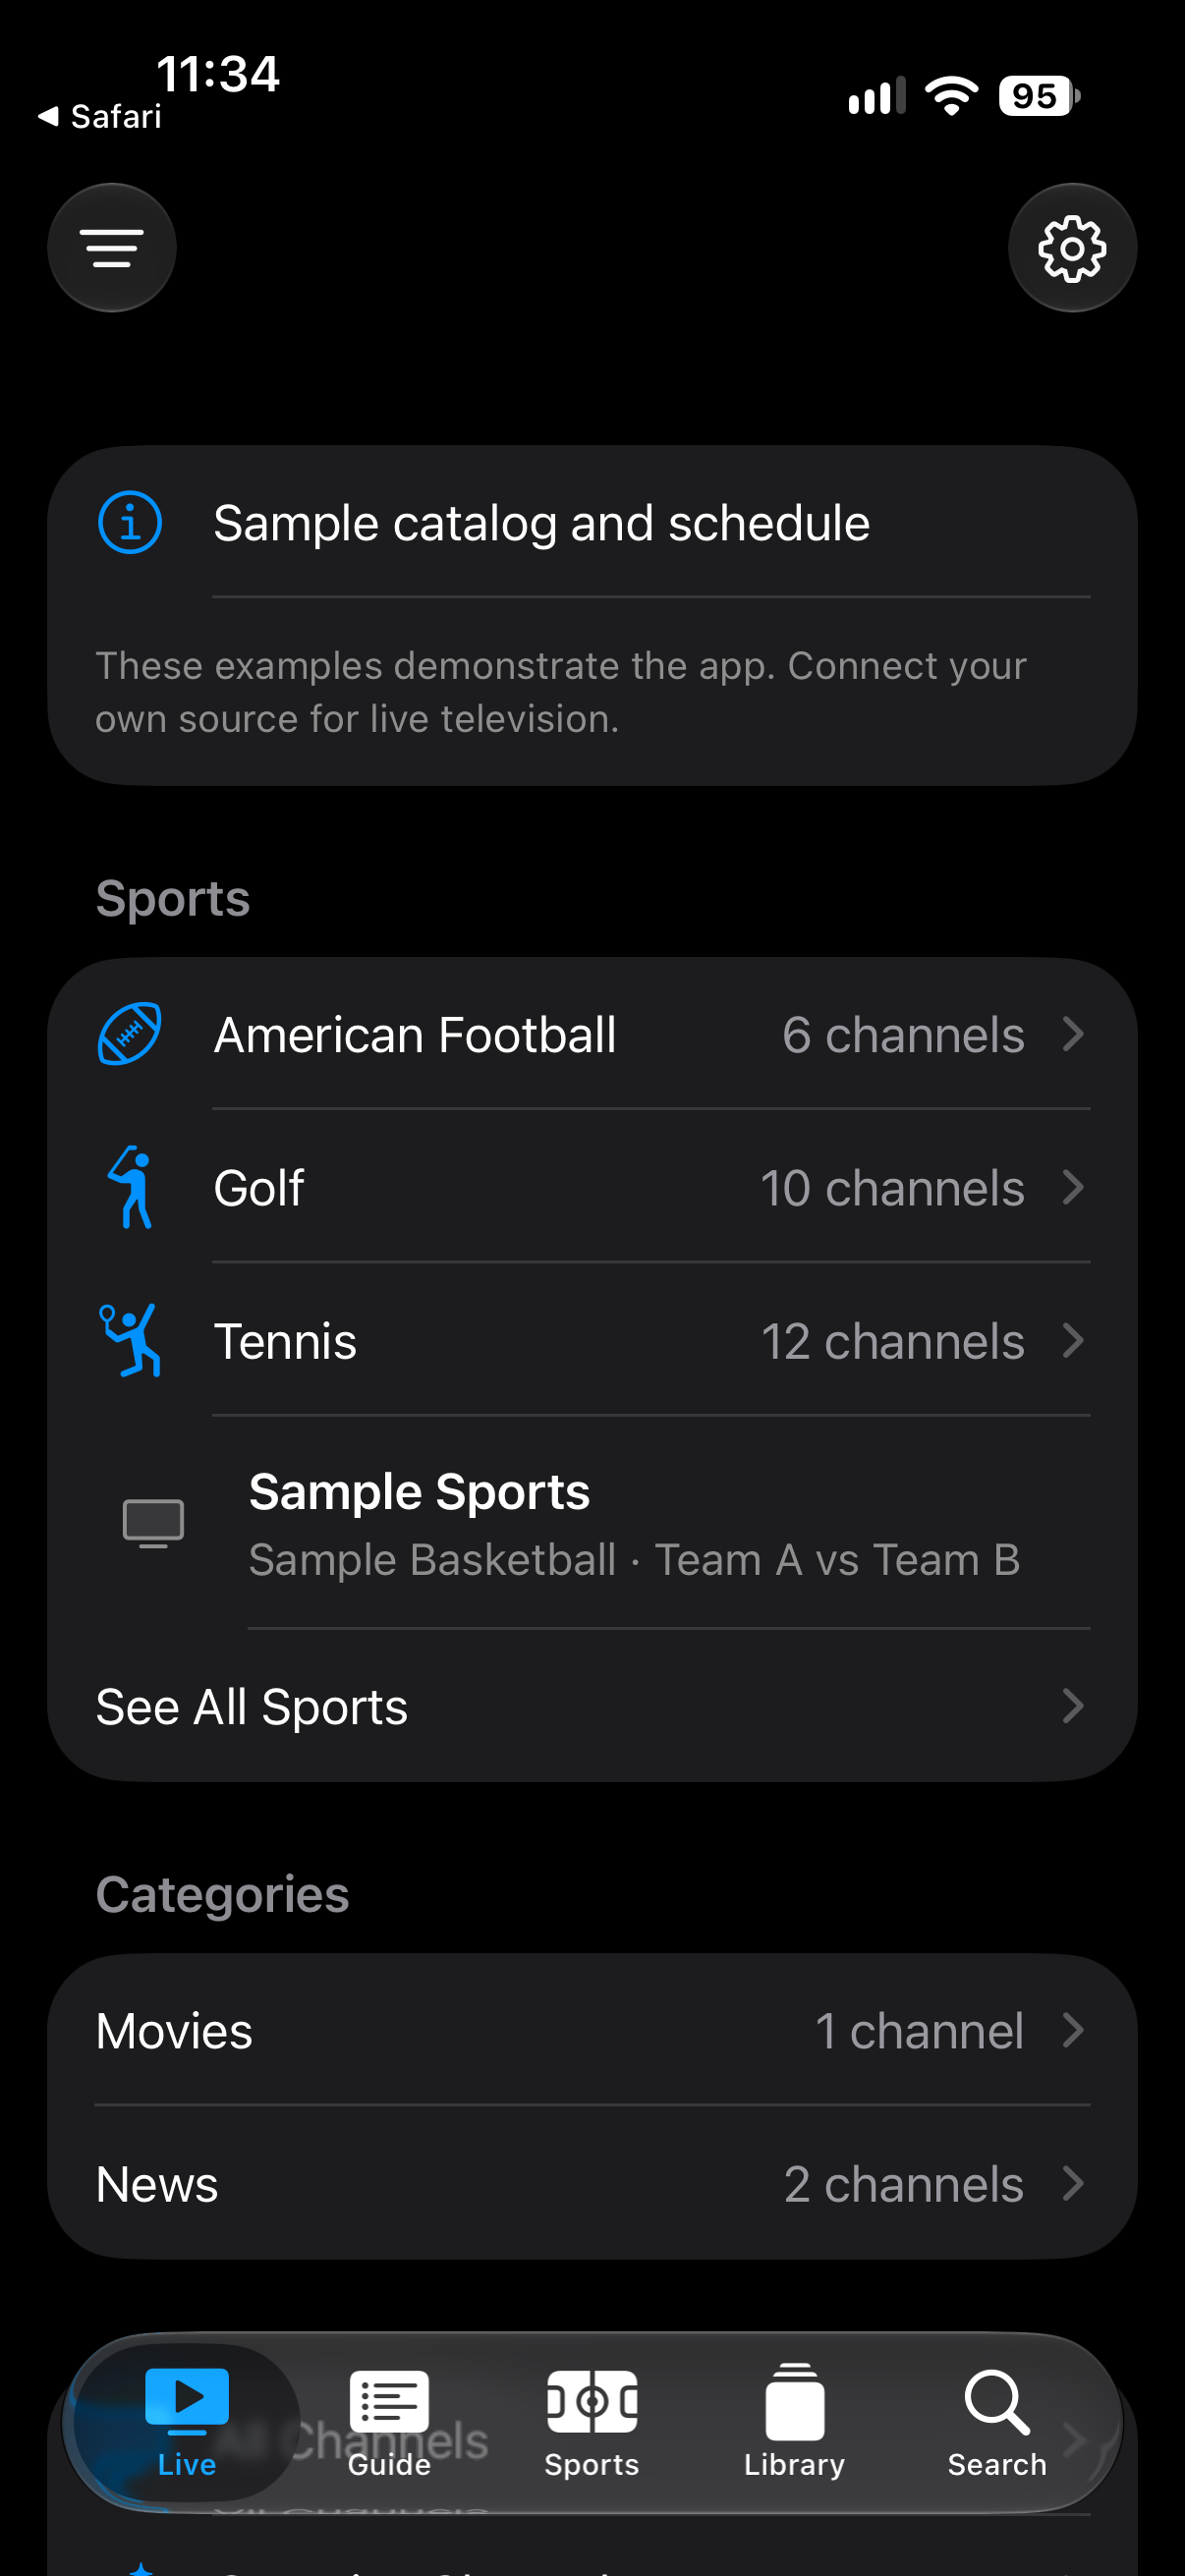 11:34
Safari
95
Sample catalog and schedule
These examples demonstrate the app. Connect your
own source for live television.
Sports
American Football 6 channels
Golf 10 channels
Tennis 12 channels
Sample Sports
Sample Basketball · Team A vs Team B
See All Sports
Categories
Movies 1 channel
News 2 channels
All Channels
Live Guide Sports Library Search